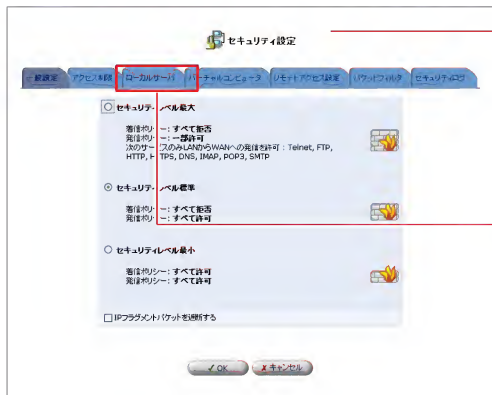 セキュリティ設定
一般設定 アクセス制限 ローカルサーバ バーチャルコンピュータ リモートアクセス設定 パケットフィルタ セキュリティログ
セキュリティレベル最大
着信ポリシー: すべて拒否
発信ポリシー: 一部許可
次のサービスのみLANからWANへの発信を許可 : Telnet, FTP,
HTTP, HTTPS, DNS, IMAP, POP3, SMTP
セキュリティレベル標準
着信ポリシー: すべて拒否
発信ポリシー: すべて許可
セキュリティレベル最小
着信ポリシー: すべて許可
発信ポリシー: すべて許可
IPフラグメントパケットを遮断する
OK キャンセル